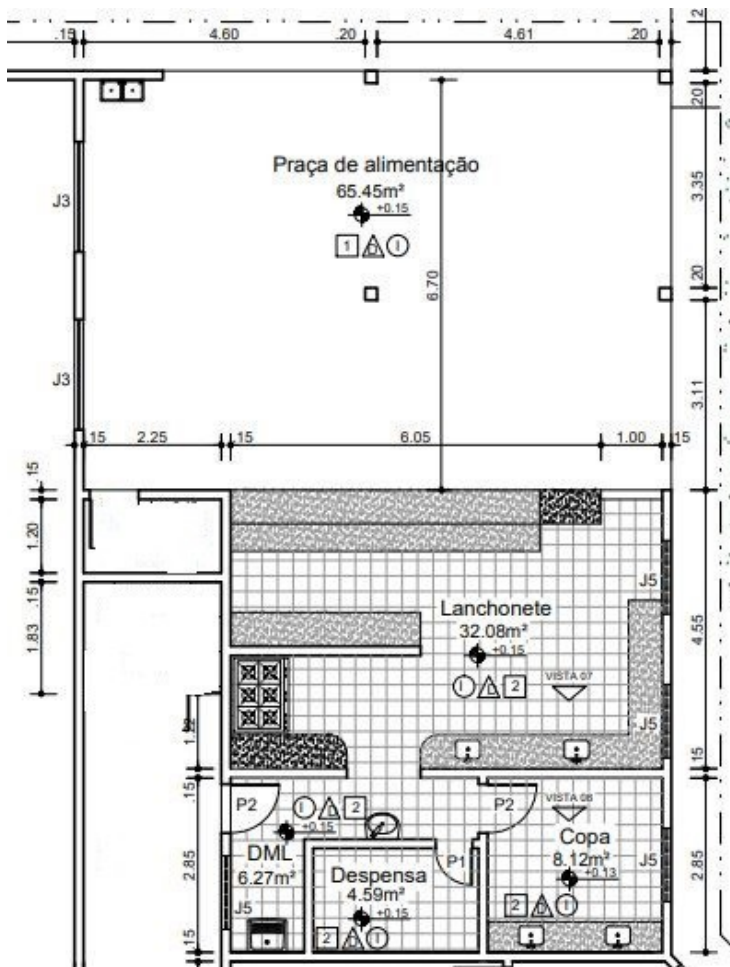 .15
4.60
.20
4.61
.20
2
.20
Praça de alimentação
65.45m²
+0.15
1
I
J3
3.35
6.70
.20
J3
3.11
.15
2.25
.15
6.05
1.00
.15
.15
1.20
.15
1.83
J5
Lanchonete
32.08m²
+0.15
4.55
I
2
VISTA 07
J5
.15
.15
P2
I
2
+0.15
P2
VISTA 08
DML
6.27m²
Copa
8.12m²
+0.13
J5
P1
Despensa
4.59m²
+0.15
2.85
2.85
J5
2
I
2
I
.15